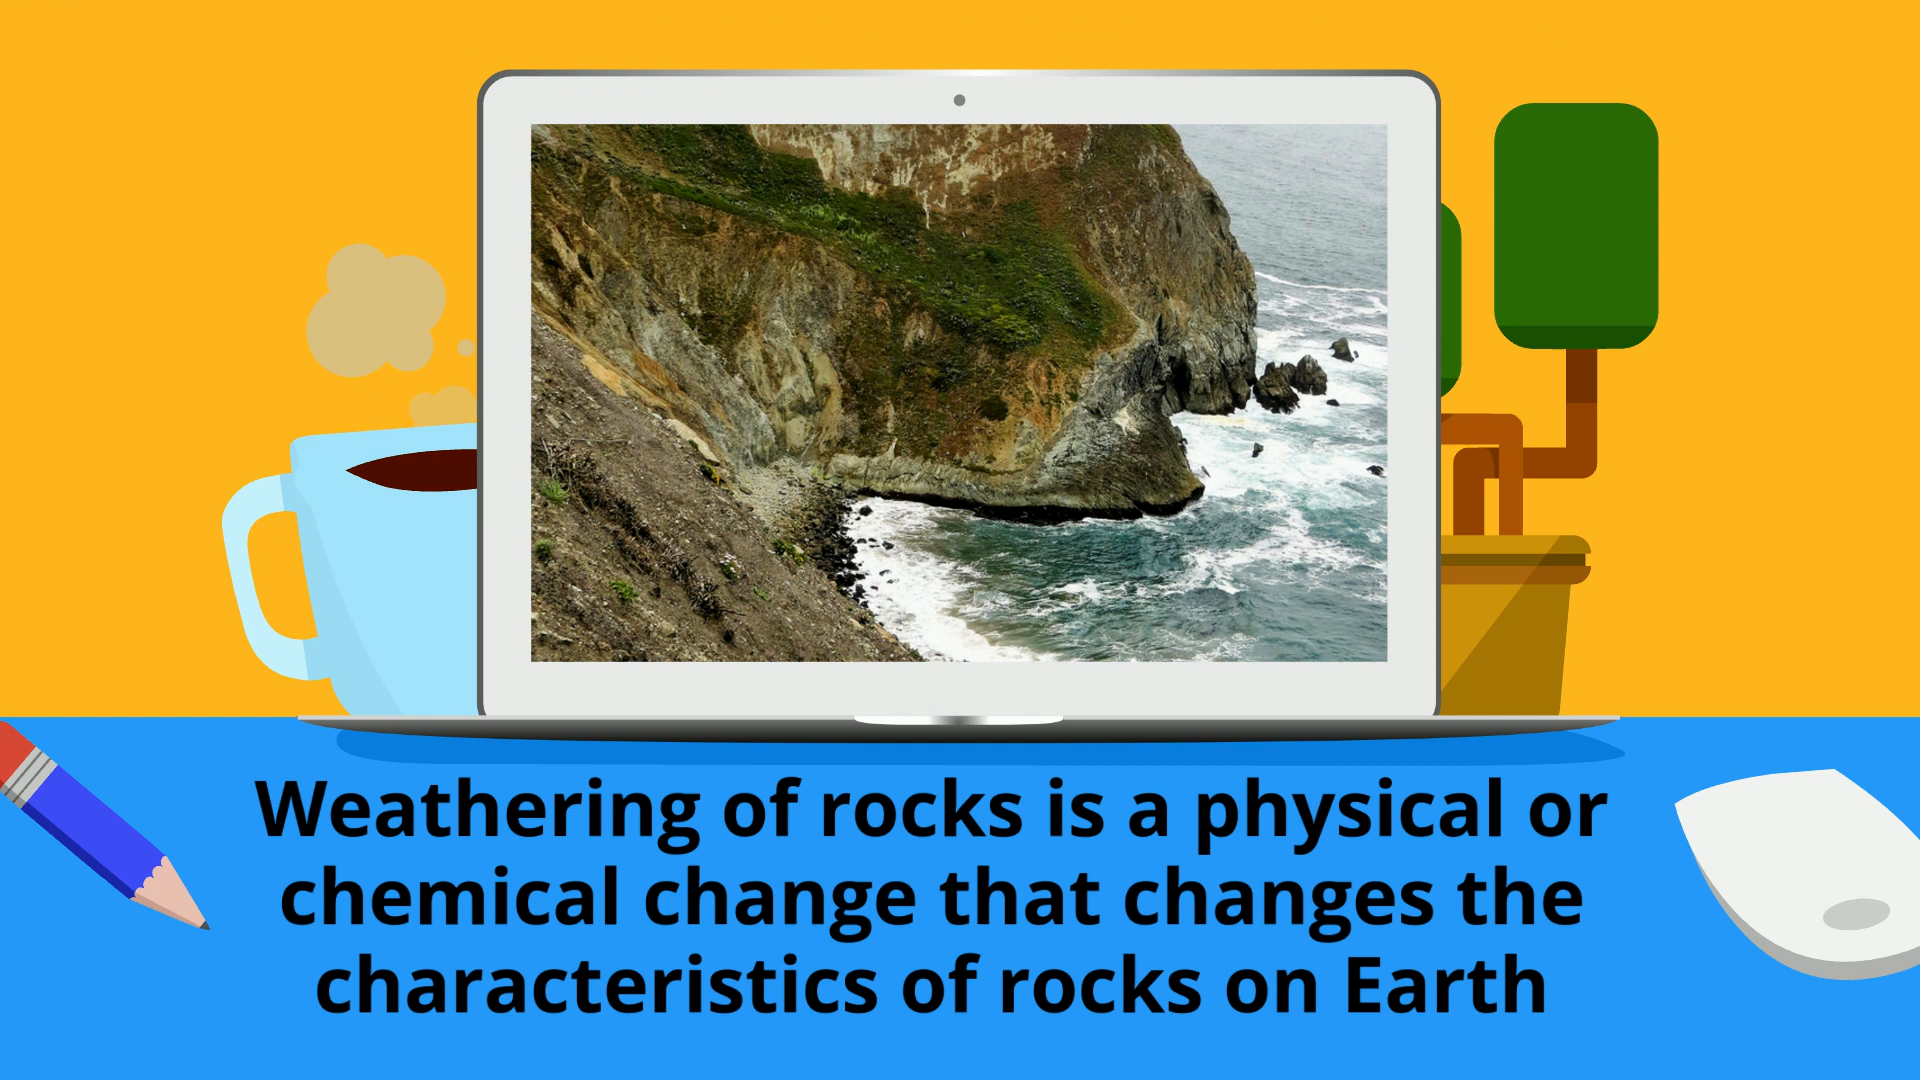 Weathering of rocks is a physical or
chemical change that changes the
characteristics of rocks on Earth